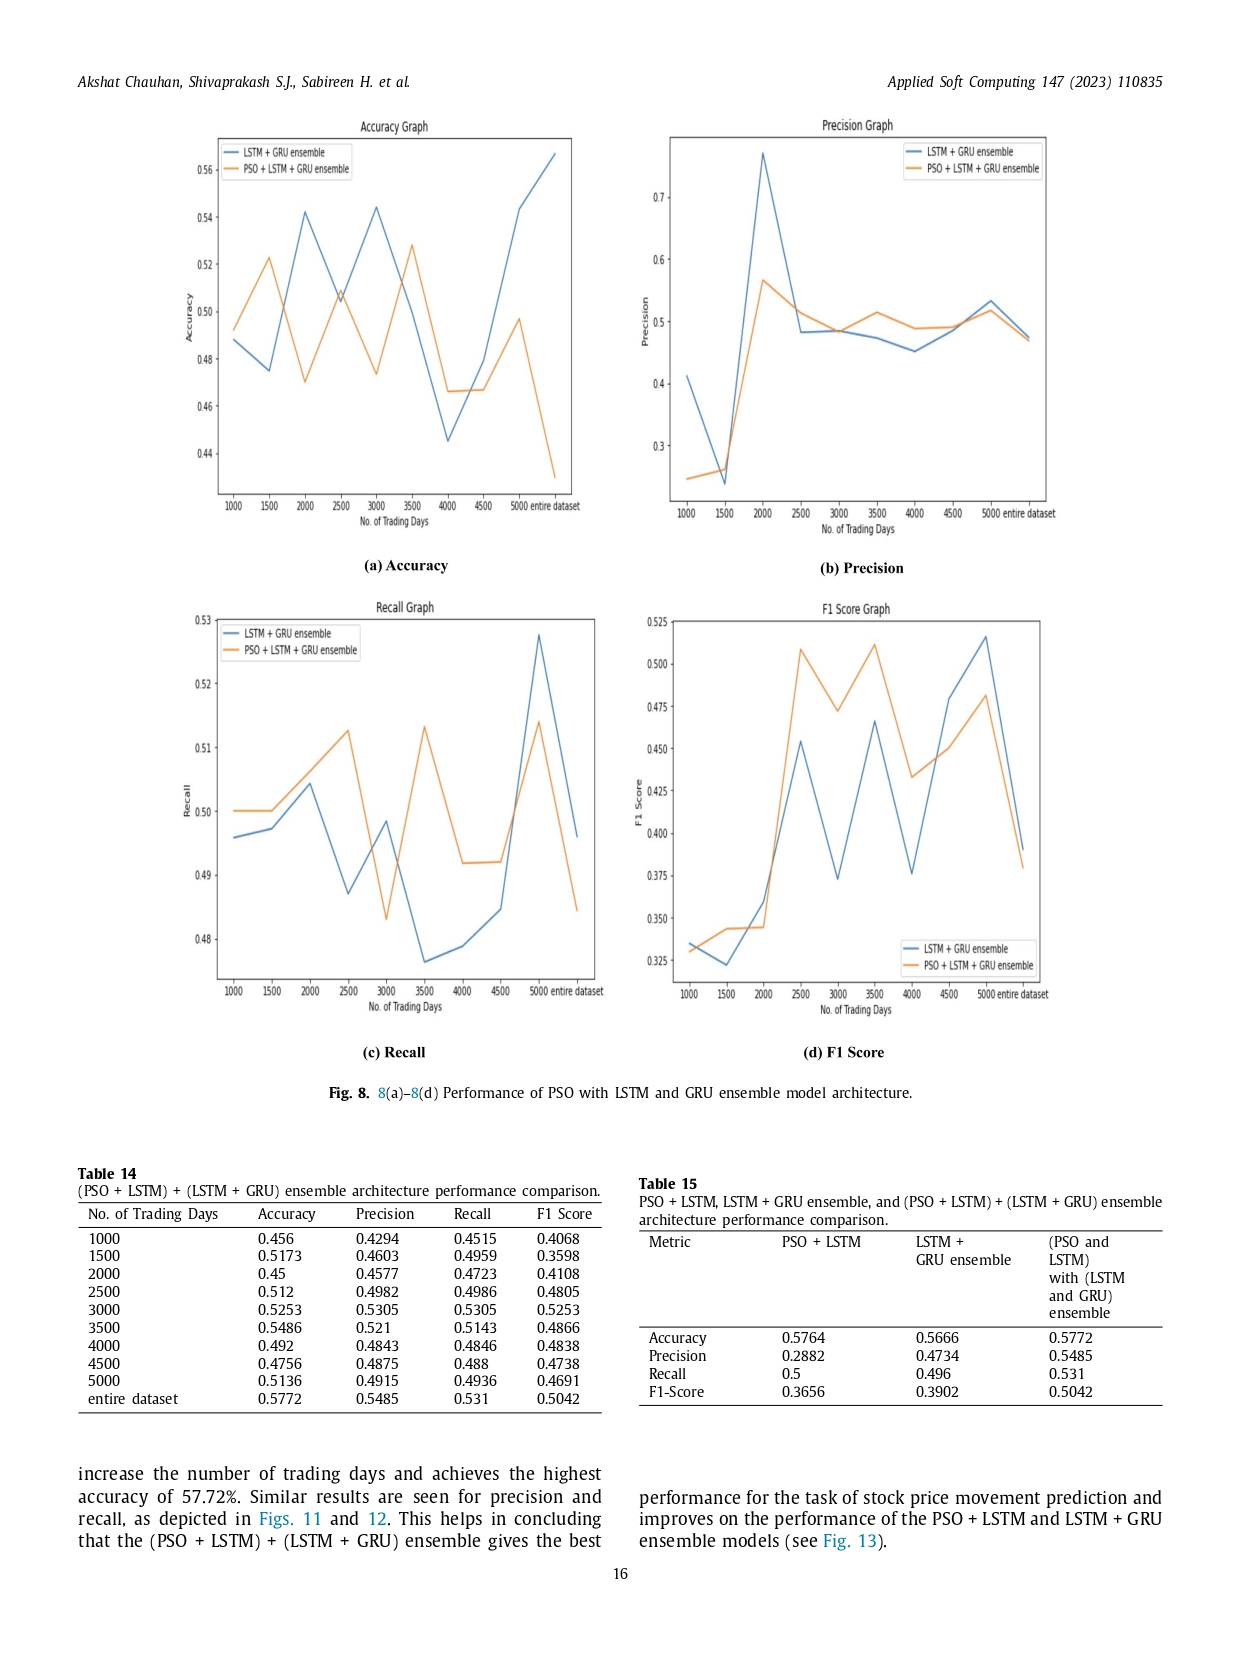 Akshat Chauhan, Shivaprakash S.J., Sabireen H. et al.
Applied Soft Computing 147 (2023) 110835
Accuracy Graph
LSTM + GRU ensemble
PSO + LSTM + GRU ensemble
0.56
0.54
0.52
0.50
0.48
0.46
0.44
Accuracy
1000 1500 2000 2500 3000 3500 4000 4500 5000 entire dataset
No. of Trading Days
(a) Accuracy
Precision Graph
LSTM + GRU ensemble
PSO + LSTM + GRU ensemble
0.7
0.6
0.5
0.4
0.3
Precision
1000 1500 2000 2500 3000 3500 4000 4500 5000 entire dataset
No. of Trading Days
(b) Precision
Recall Graph
LSTM + GRU ensemble
PSO + LSTM + GRU ensemble
0.53
0.52
0.51
0.50
0.49
0.48
Recall
1000 1500 2000 2500 3000 3500 4000 4500 5000 entire dataset
No. of Trading Days
(c) Recall
F1 Score Graph
0.525
0.500
0.475
0.450
0.425
0.400
0.375
0.350
0.325
F1 Score
LSTM + GRU ensemble
PSO + LSTM + GRU ensemble
1000 1500 2000 2500 3000 3500 4000 4500 5000 entire dataset
No. of Trading Days
(d) F1 Score
Fig. 8. 8(a)–8(d) Performance of PSO with LSTM and GRU ensemble model architecture.
Table 14
(PSO + LSTM) + (LSTM + GRU) ensemble architecture performance comparison.
No. of Trading Days Accuracy Precision Recall F1 Score
1000 0.456 0.4294 0.4515 0.4068
1500 0.5173 0.4603 0.4959 0.3598
2000 0.45 0.4577 0.4723 0.4108
2500 0.512 0.4982 0.4986 0.4805
3000 0.5253 0.5305 0.5305 0.5253
3500 0.5486 0.521 0.5143 0.4866
4000 0.492 0.4843 0.4846 0.4838
4500 0.4756 0.4875 0.488 0.4738
5000 0.5136 0.4915 0.4936 0.4691
entire dataset 0.5772 0.5485 0.531 0.5042
Table 15
PSO + LSTM, LSTM + GRU ensemble, and (PSO + LSTM) + (LSTM + GRU) ensemble
architecture performance comparison.
Metric PSO + LSTM LSTM + (PSO and
GRU ensemble LSTM)
with (LSTM
and GRU)
ensemble
Accuracy 0.5764 0.5666 0.5772
Precision 0.2882 0.4734 0.5485
Recall 0.5 0.496 0.531
F1-Score 0.3656 0.3902 0.5042
increase the number of trading days and achieves the highest
accuracy of 57.72%. Similar results are seen for precision and
recall, as depicted in Figs. 11 and 12. This helps in concluding
that the (PSO + LSTM) + (LSTM + GRU) ensemble gives the best
performance for the task of stock price movement prediction and
improves on the performance of the PSO + LSTM and LSTM + GRU
ensemble models (see Fig. 13).
16